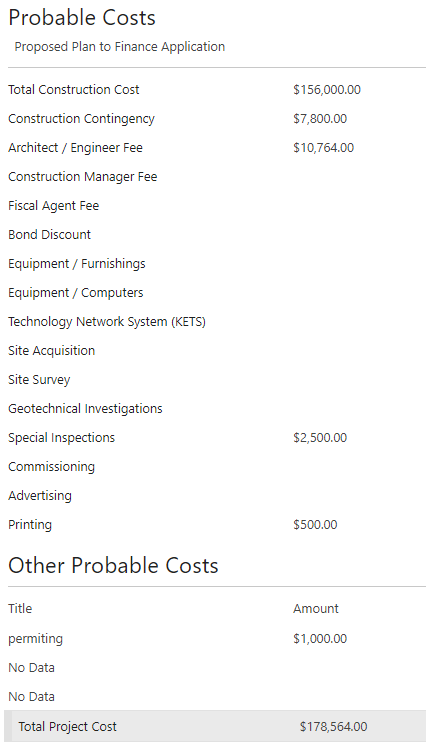 Probable Costs
Proposed Plan to Finance Application
Total Construction Cost $156,000.00
Construction Contingency $7,800.00
Architect / Engineer Fee $10,764.00
Construction Manager Fee
Fiscal Agent Fee
Bond Discount
Equipment / Furnishings
Equipment / Computers
Technology Network System (KETS)
Site Acquisition
Site Survey
Geotechnical Investigations
Special Inspections $2,500.00
Commissioning
Advertising
Printing $500.00
Other Probable Costs
Title Amount
permiting $1,000.00
No Data
No Data
Total Project Cost $178,564.00